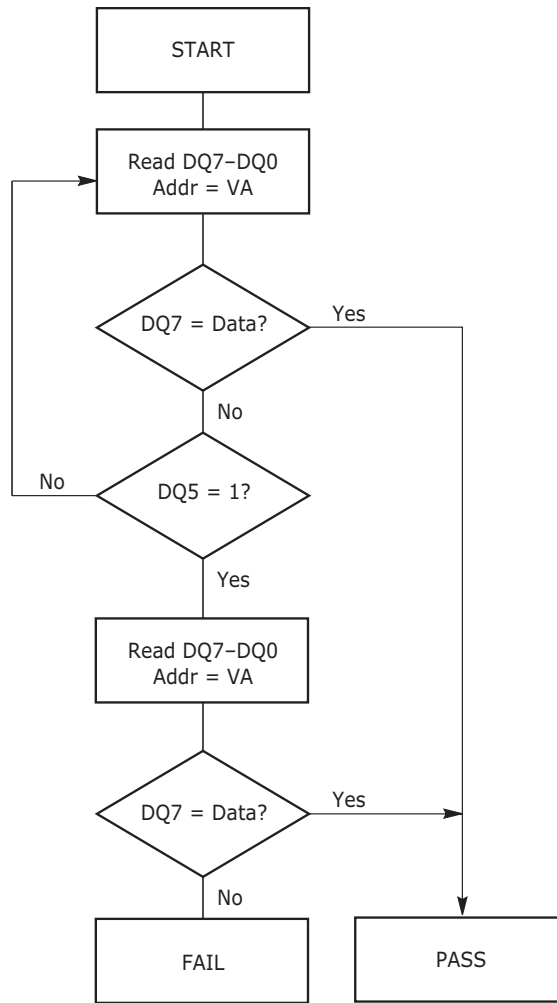 START
Read DQ7–DQ0
Addr = VA
DQ7 = Data?
Yes
No
No
DQ5 = 1?
Yes
Read DQ7–DQ0
Addr = VA
DQ7 = Data?
Yes
No
FAIL
PASS